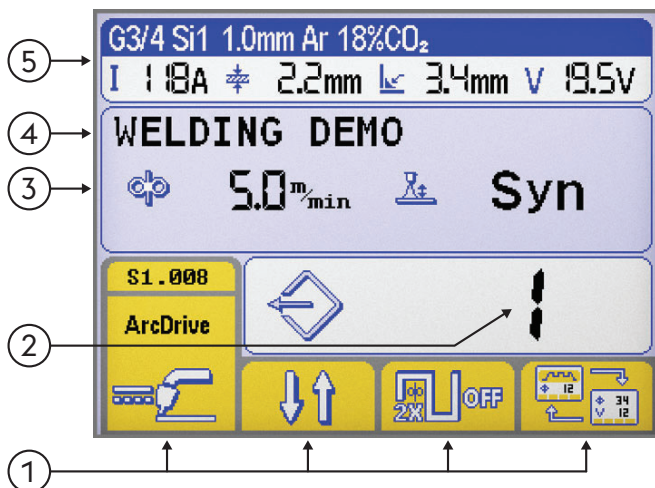 G3/4 Si1 1.0mm Ar 18%CO₂
I 118A 2.2mm 3.4mm V 19.5V
WELDING DEMO
5.0 m/min Syn
S1.008
ArcDrive
1
2X OFF
12 34
V 12
5
4
3
2
1